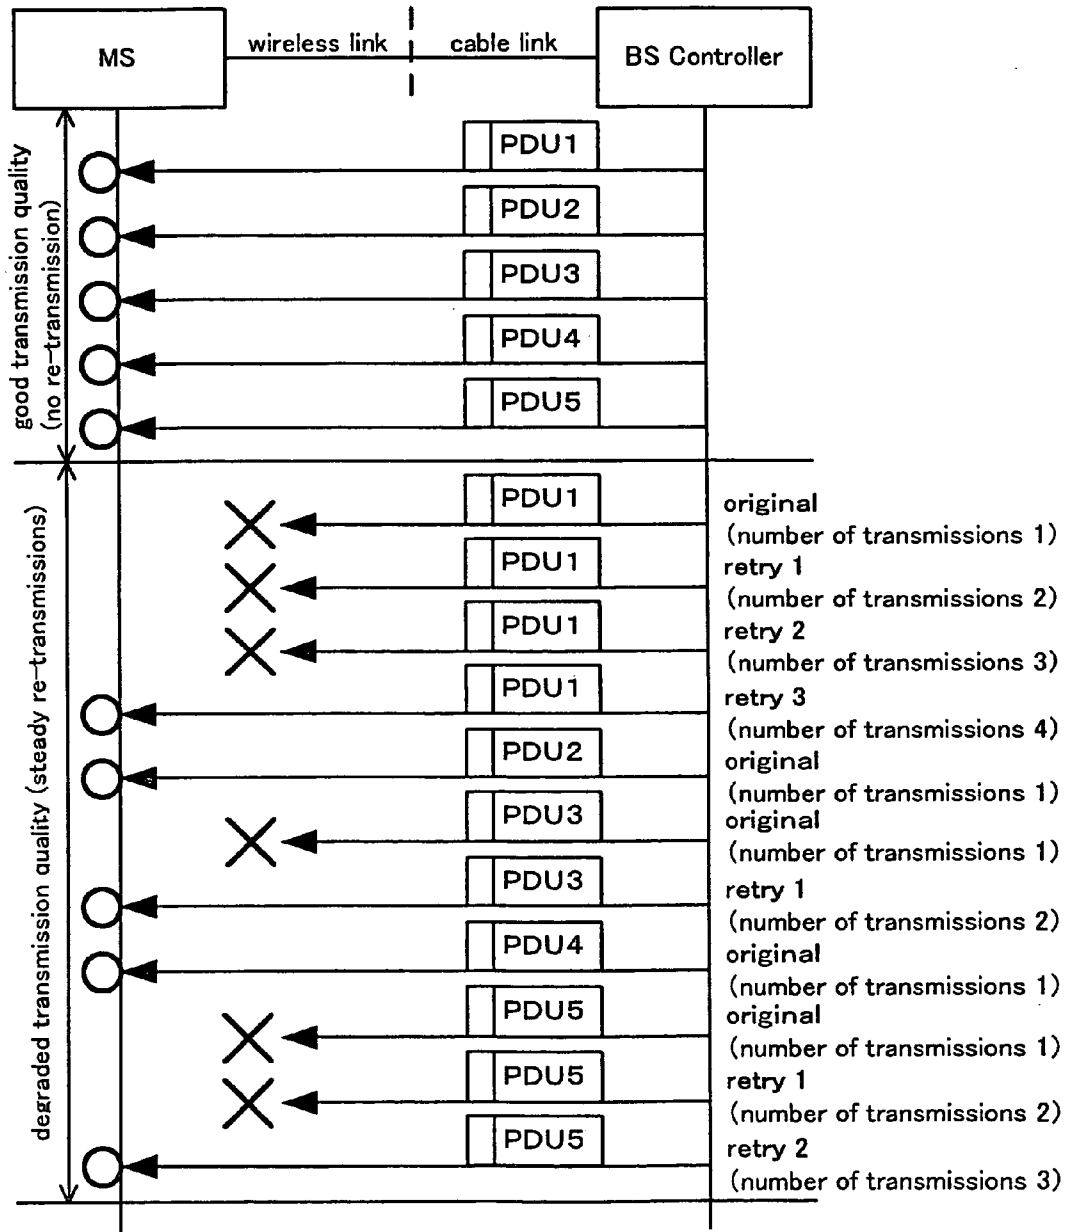 MS
wireless link
cable link
BS Controller
good transmission quality
(no re-transmission)
PDU1
PDU2
PDU3
PDU4
PDU5
degraded transmission quality (steady re-transmissions)
PDU1
original
(number of transmissions 1)
PDU1
retry 1
(number of transmissions 2)
PDU1
retry 2
(number of transmissions 3)
PDU1
retry 3
(number of transmissions 4)
PDU2
original
(number of transmissions 1)
PDU3
original
(number of transmissions 1)
PDU3
retry 1
(number of transmissions 2)
PDU4
original
(number of transmissions 1)
PDU5
original
(number of transmissions 1)
PDU5
retry 1
(number of transmissions 2)
PDU5
retry 2
(number of transmissions 3)